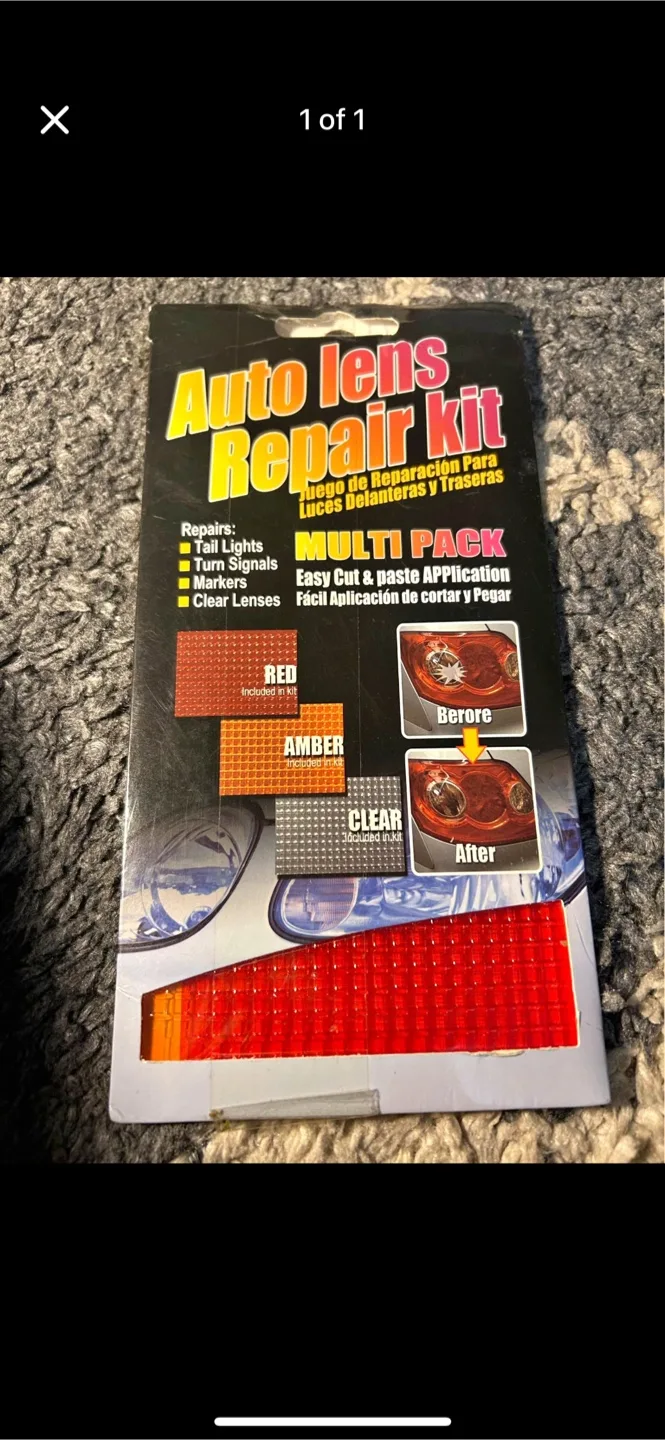 1 of 1
Auto lens
Repair kit
Juego de Reparación Para
Luces Delanteras y Traseras
Repairs:
Tail Lights
Turn Signals
Markers
Clear Lenses
MULTI PACK
Easy Cut & paste APPlication
Fácil Aplicación de cortar y Pegar
RED
Included in kit
AMBER
Included in kit
CLEAR
Included in kit
Berore
After